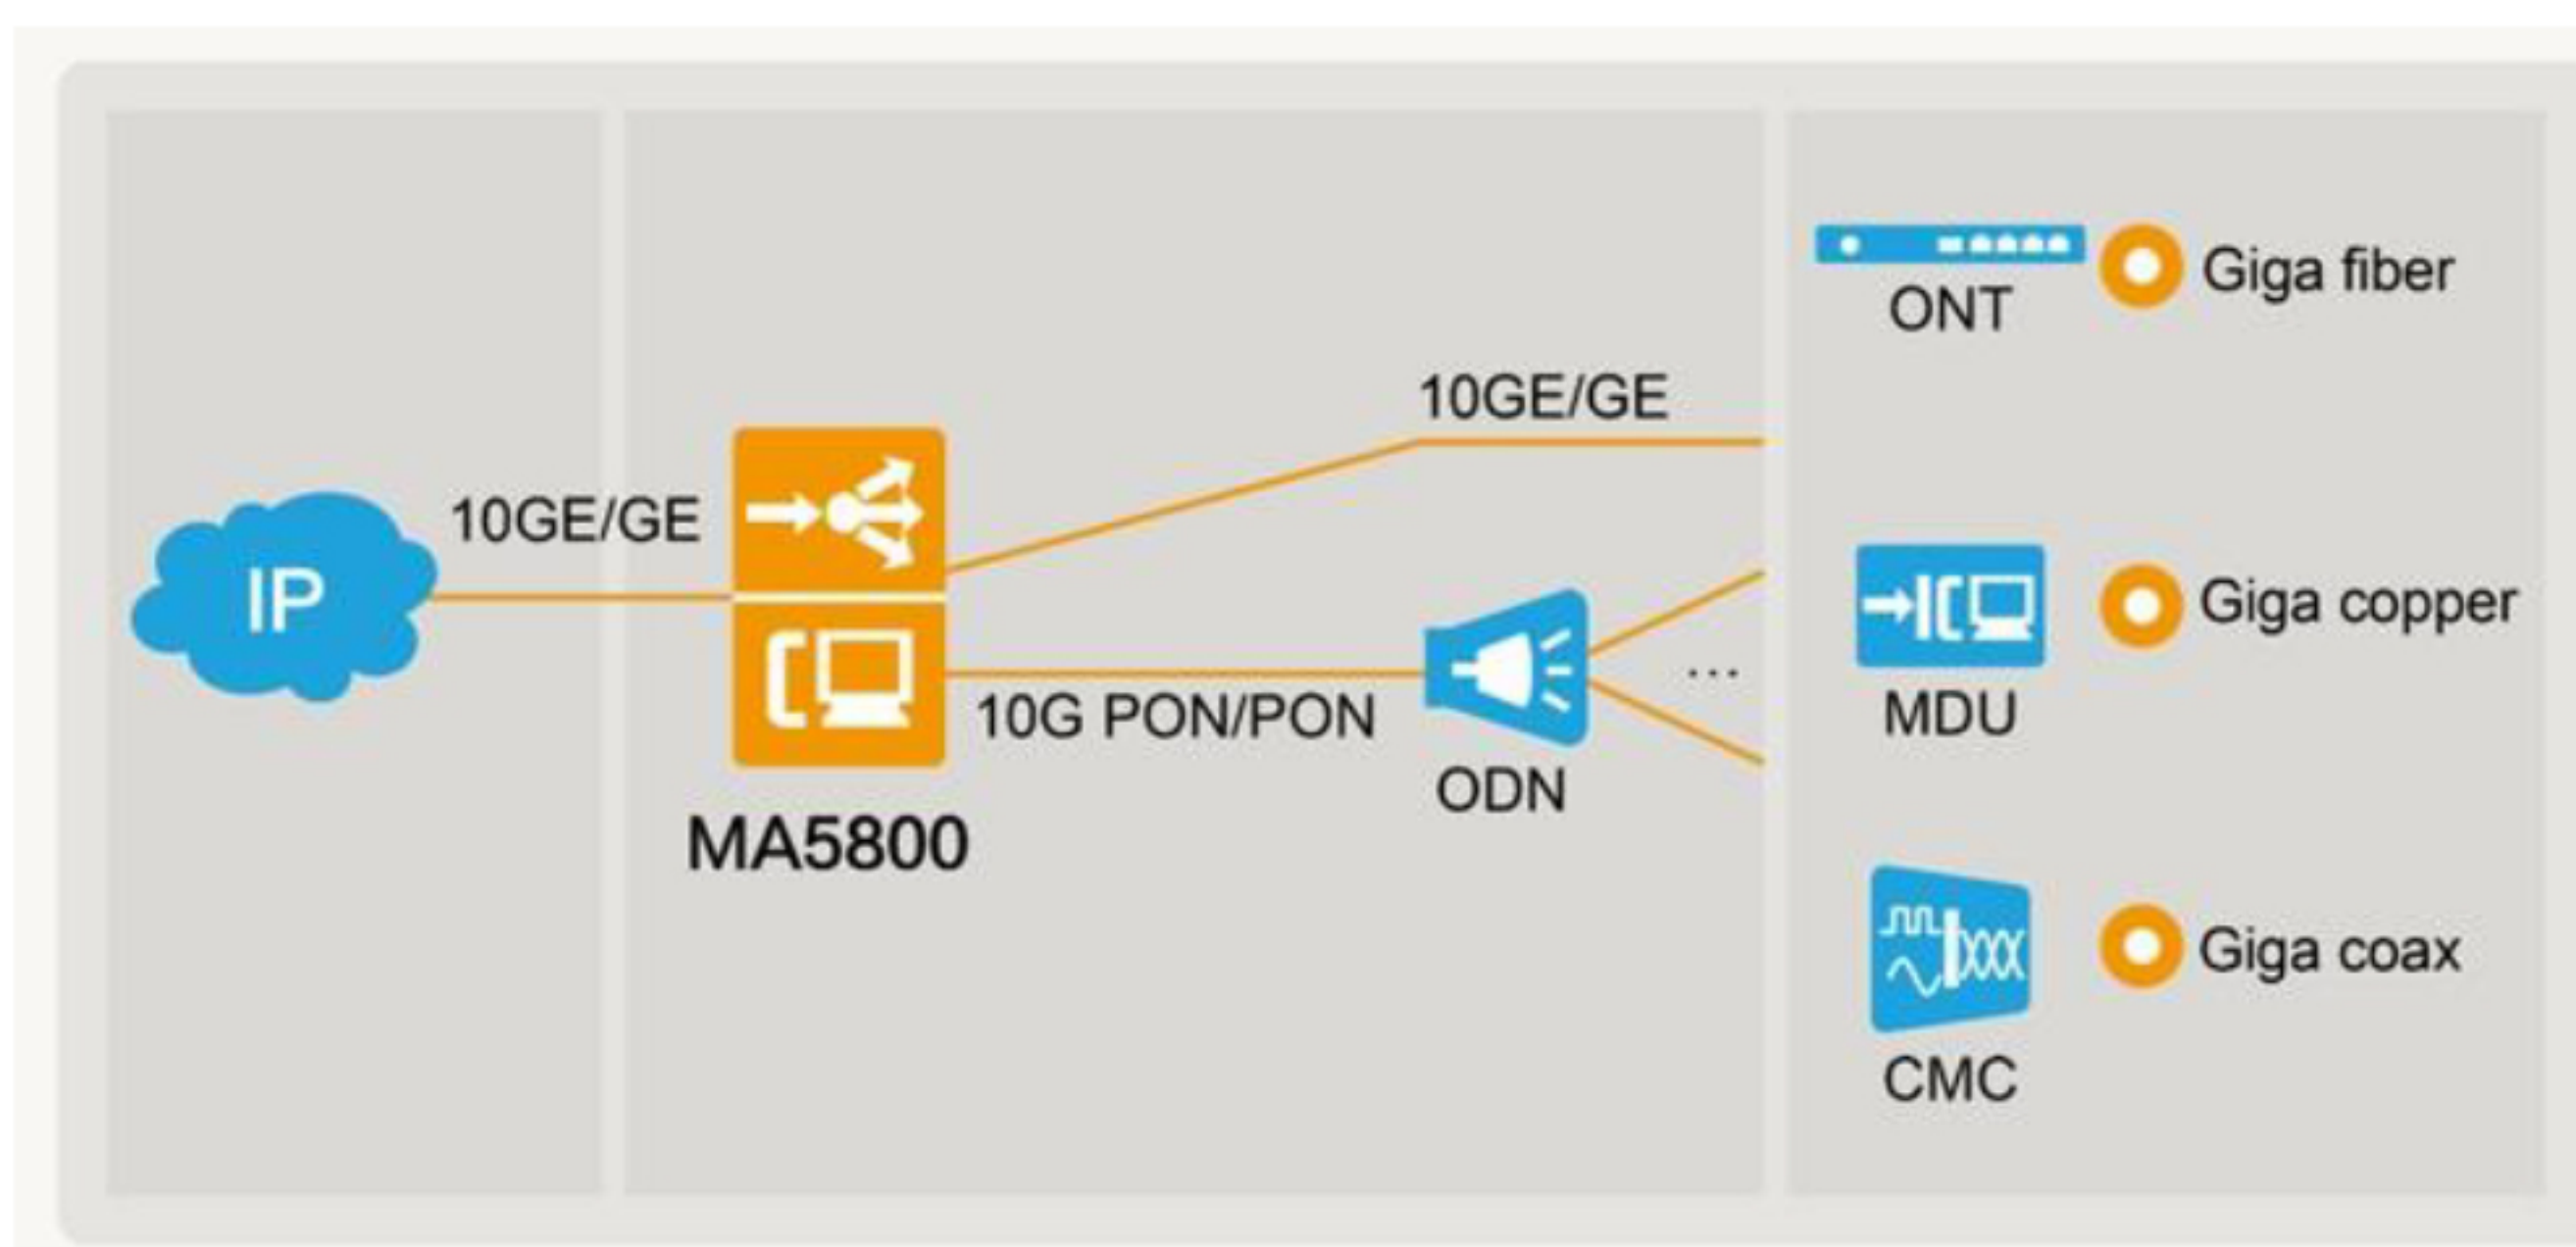 IP
10GE/GE
MA5800
10GE/GE
10G PON/PON
ODN
...
ONT
Giga fiber
MDU
Giga copper
CMC
Giga coax